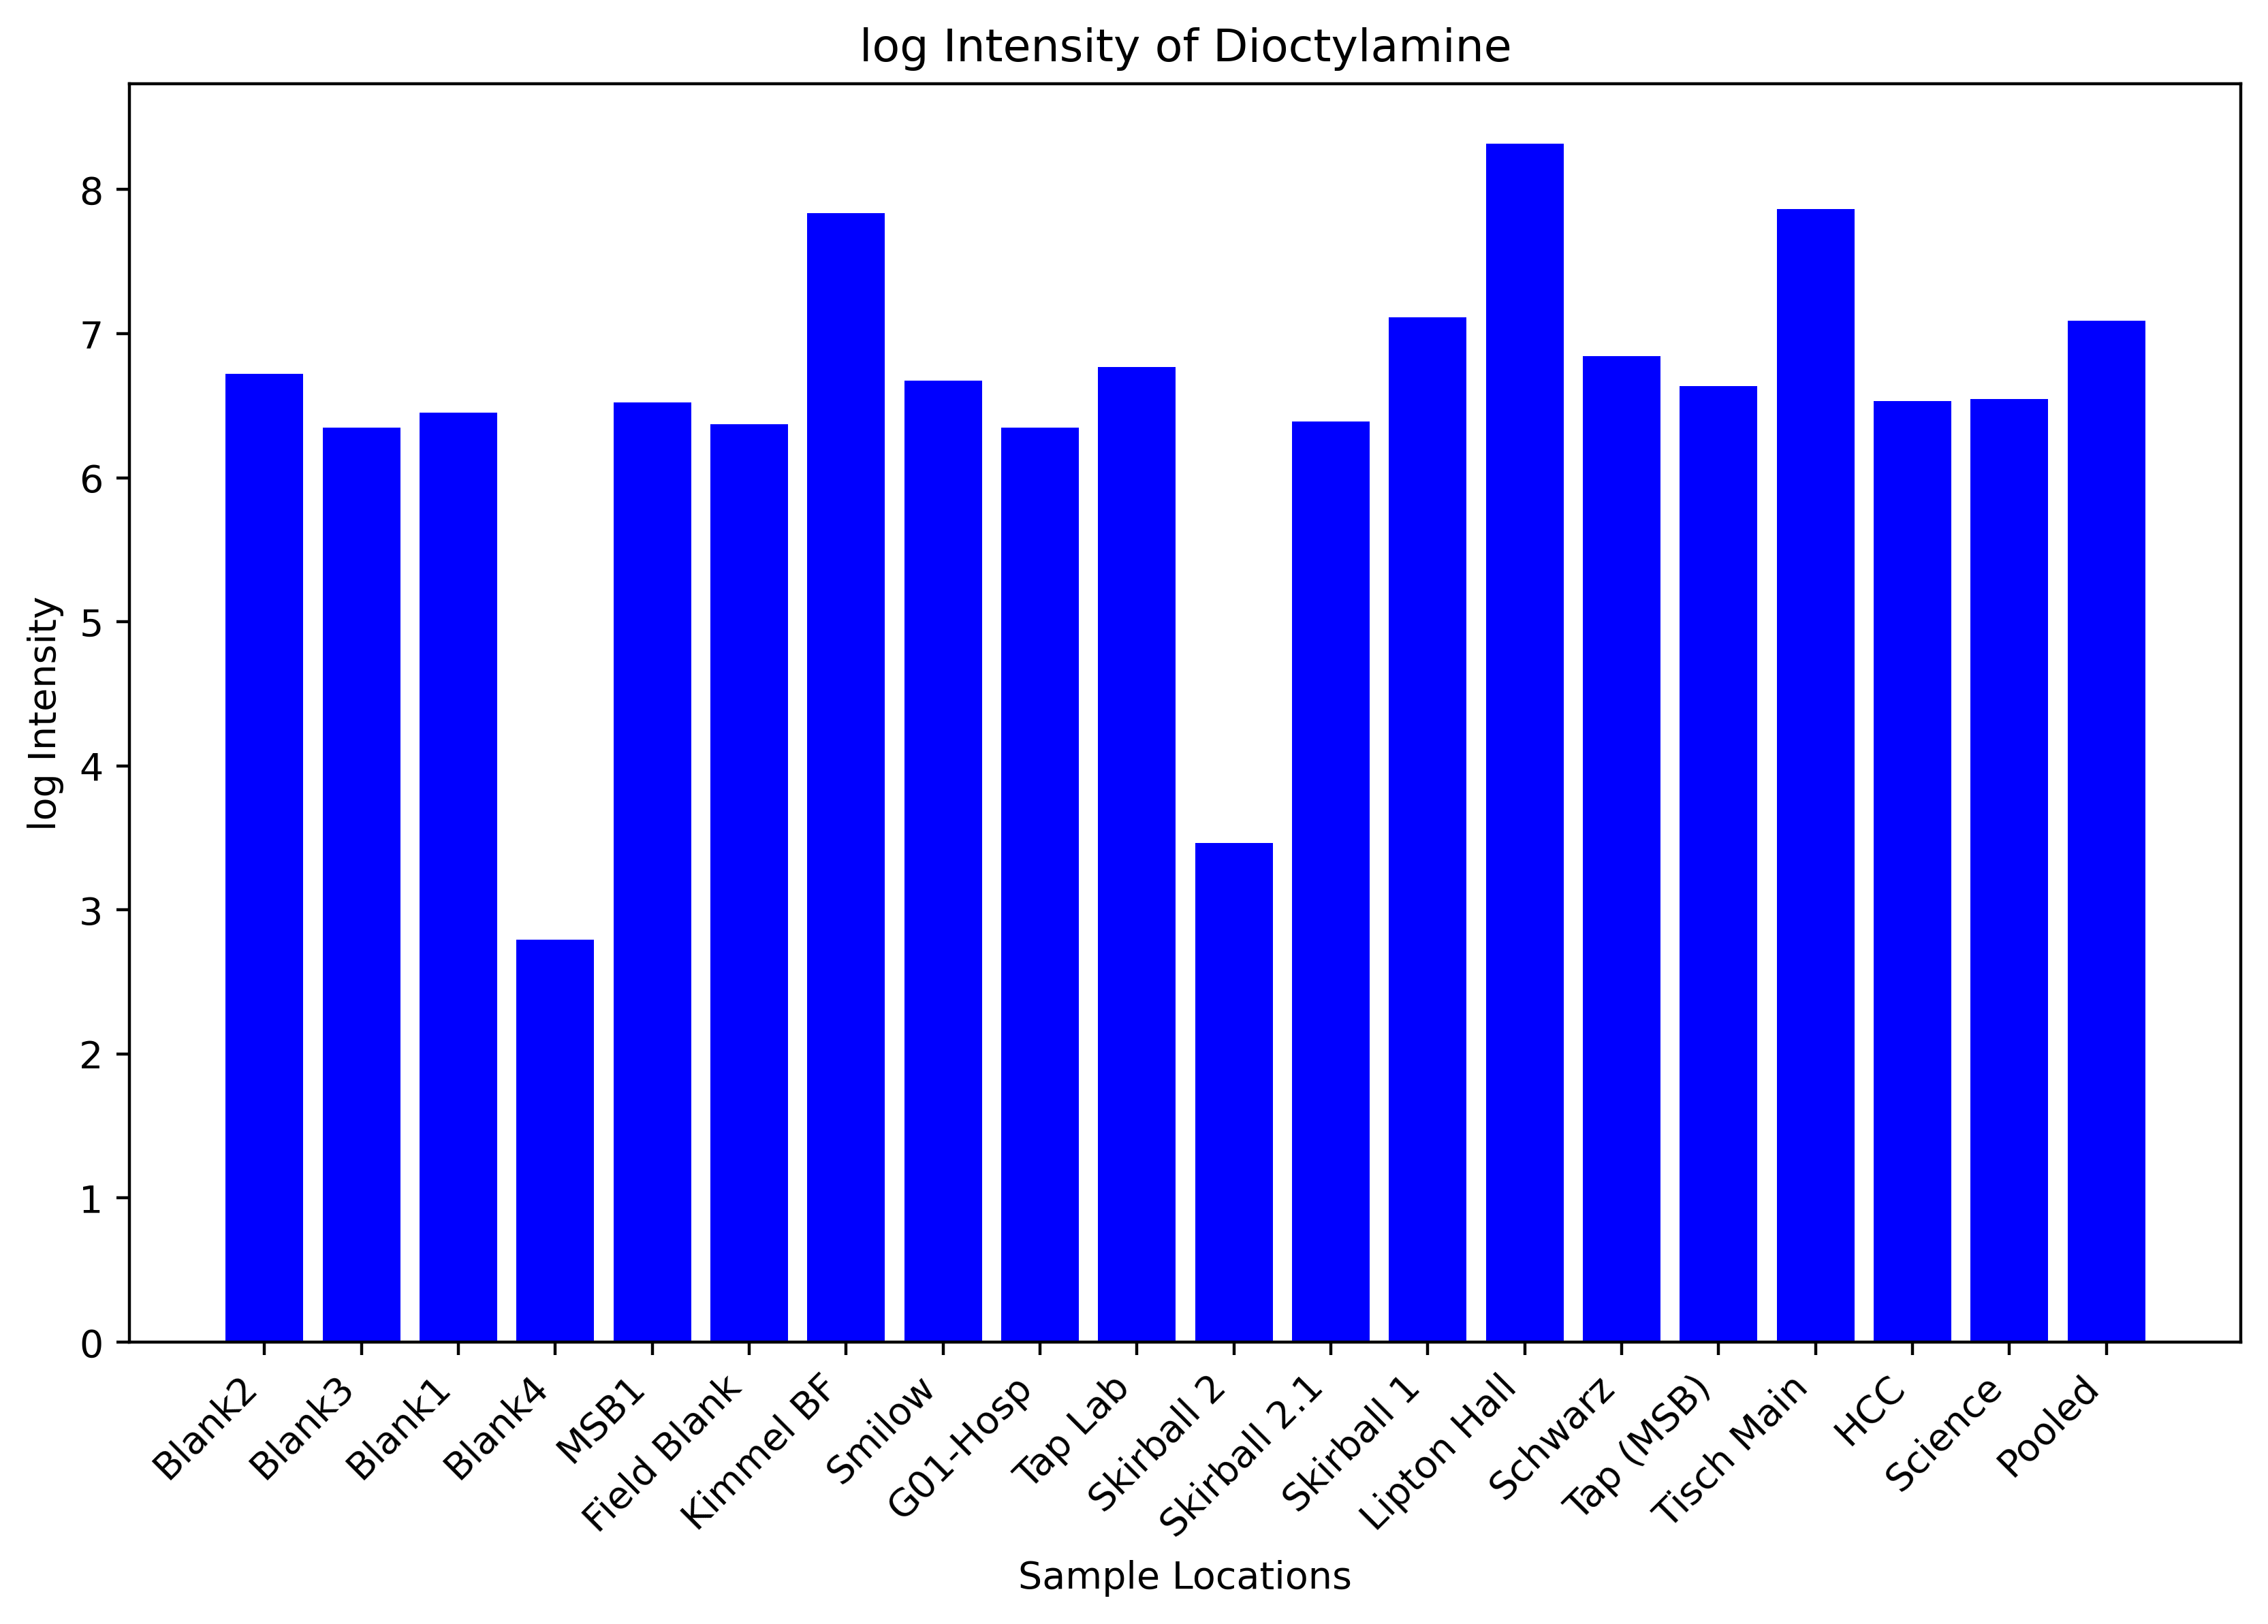 log Intensity of Dioctylamine
log Intensity
8
7
6
5
4
3
2
1
0
Blank2
Blank3
Blank1
Blank4
MSB1
Field Blank
Kimmel BF
Smilow
G01-Hosp
Tap Lab
Skirball 2
Skirball 2.1
Skirball 1
Lipton Hall
Schwarz
Tap (MSB)
Tisch Main
HCC
Science
Pooled
Sample Locations